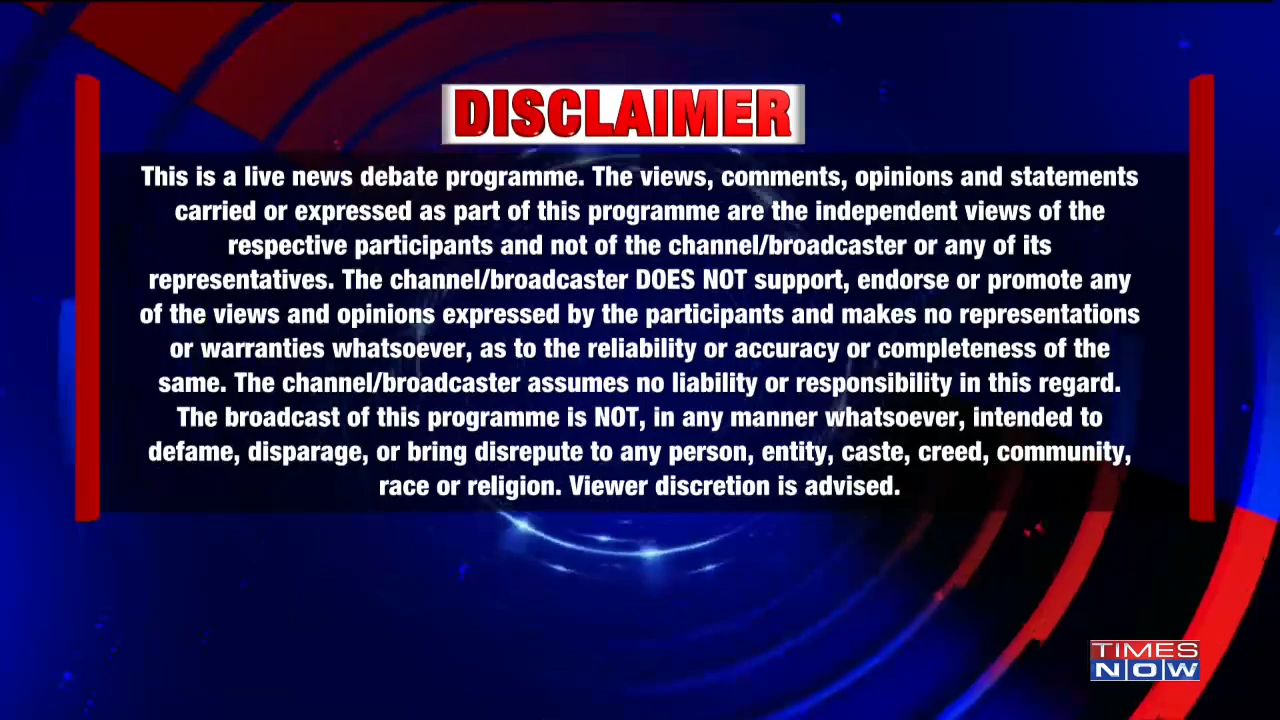 DISCLAIMER
This is a live news debate programme. The views, comments, opinions and statements
carried or expressed as part of this programme are the independent views of the
respective participants and not of the channel/broadcaster or any of its
representatives. The channel/broadcaster DOES NOT support, endorse or promote any
of the views and opinions expressed by the participants and makes no representations
or warranties whatsoever, as to the reliability or accuracy or completeness of the
same. The channel/broadcaster assumes no liability or responsibility in this regard.
The broadcast of this programme is NOT, in any manner whatsoever, intended to
defame, disparage, or bring disrepute to any person, entity, caste, creed, community,
race or religion. Viewer discretion is advised.
TIMES
NOW